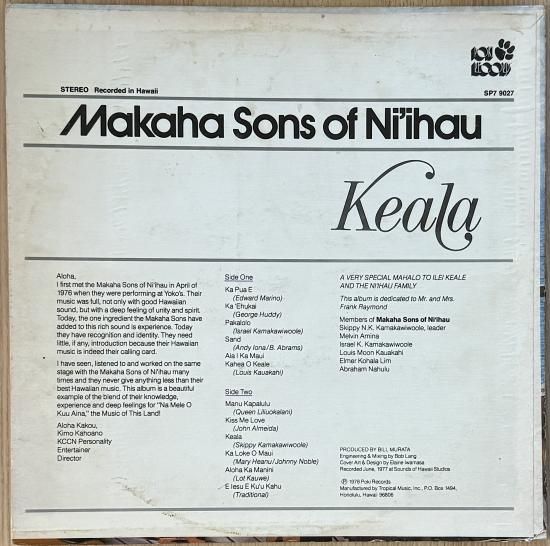 POKI
RECORDS
STEREO Recorded in Hawaii
SP7 9027
Makaha Sons of Ni'ihau
Keala
Aloha,
I first met the Makaha Sons of Ni'ihau in April of
1976 when they were performing at Yoko's. Their
music was full, not only with good Hawaiian
sound, but with a deep feeling of unity and spirit.
Today, the one ingredient the Makaha Sons have
added to this rich sound is experience. Today
they have recognition and identity. They need
little, if any, introduction because their Hawaiian
music is indeed their calling card.
I have seen, listened to and worked on the same
stage with the Makaha Sons of Ni'ihau many
times and they never give anything less than their
best Hawaiian music. This album is a beautiful
example of the blend of their knowledge,
experience and deep feelings for "Na Mele O
Kuu Aina," the Music of This Land!
Aloha Kakou,
Kimo Kahoano
KCCN Personality
Entertainer
Director
Side One
Ka Pua E
(Edward Marino)
Ka 'Ehukai
(George Huddy)
Pakalolo
(Israel Kamakawiwoole)
Sand
(Andy Iona/B. Abrams)
Aia I Ka Maui
Kahea O Keale
(Louis Kauakahi)
Side Two
Manu Kapalulu
(Queen Liliuokalani)
Kiss Me Love
(John Almeida)
Keala
(Skippy Kamakawiwoole)
Ka Loke O Maui
(Mary Heanu/Johnny Noble)
Aloha Ka Manini
(Lot Kauwe)
E Iesu E Ku'u Kahu
(Traditional)
A VERY SPECIAL MAHALO TO ILEI KEALE
AND THE NI'IHAU FAMILY
This album is dedicated to Mr. and Mrs.
Frank Raymond
Members of Makaha Sons of Ni'ihau
Skippy N.K. Kamakawiwoole, leader
Melvin Amina
Israel K. Kamakawiwoole
Louis Moon Kauakahi
Elmer Kohala Lim
Abraham Nahulu
PRODUCED BY BILL MURATA
Engineering & Mixing by Bob Lang
Cover Art & Design by Elaine Iwamasa
Recorded June, 1977 at Sounds of Hawaii Studios
℗ 1978 Poki Records
Manufactured by Tropical Music, Inc., P.O. Box 1494,
Honolulu, Hawaii 96806